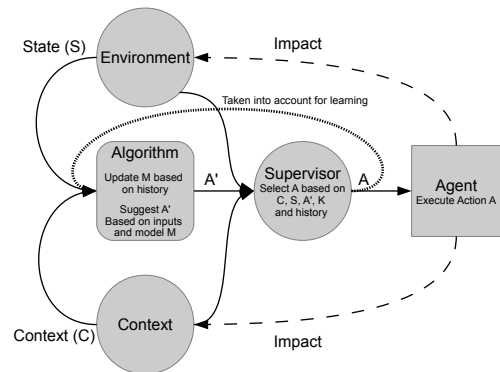 State (S)
Environment
Impact
Taken into account for learning
Algorithm
Update M based
on history
Suggest A'
Based on inputs
and model M
A'
Supervisor
Select A based on
C, S, A', K
and history
A
Agent
Execute Action A
Context (C)
Context
Impact